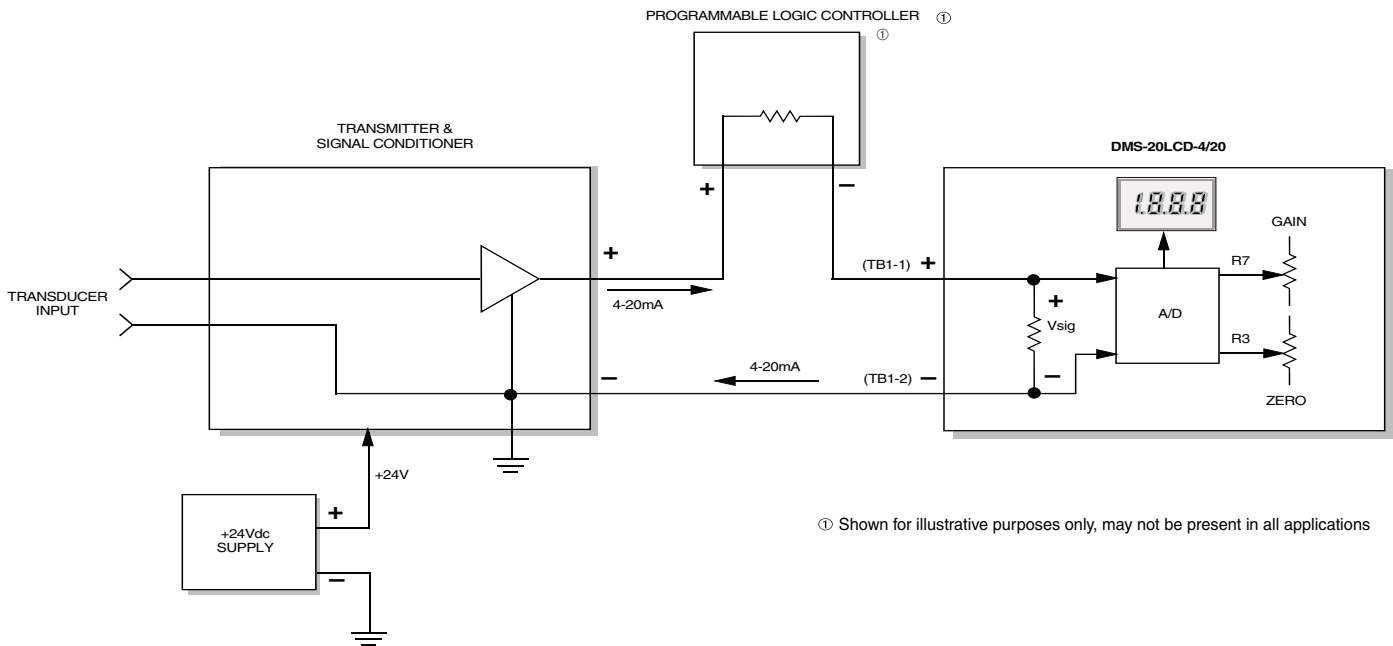 PROGRAMMABLE LOGIC CONTROLLER ①
①
TRANSMITTER &
SIGNAL CONDITIONER
DMS-20LCD-4/20
1.8.8.8
GAIN
+
−
+
(TB1-1) +
R7
TRANSDUCER
INPUT
4-20mA
+
Vsig
−
A/D
R3
−
4-20mA
(TB1-2) −
ZERO
+24V
+24Vdc
SUPPLY
+
−
① Shown for illustrative purposes only, may not be present in all applications